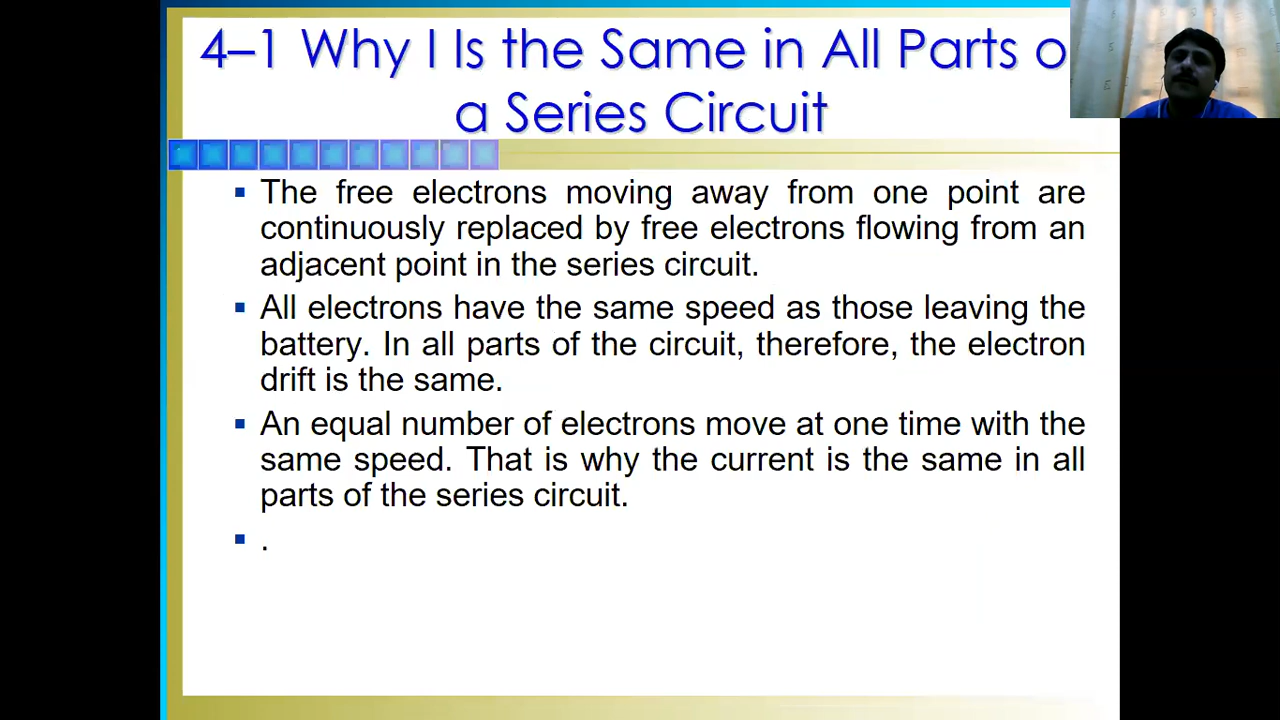 4–1 Why I Is the Same in All Parts o
a Series Circuit
▪ The free electrons moving away from one point are
continuously replaced by free electrons flowing from an
adjacent point in the series circuit.
▪ All electrons have the same speed as those leaving the
battery. In all parts of the circuit, therefore, the electron
drift is the same.
▪ An equal number of electrons move at one time with the
same speed. That is why the current is the same in all
parts of the series circuit.
▪ .